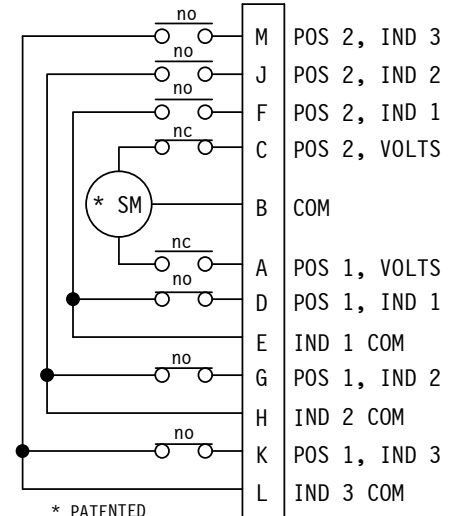 no
M POS 2, IND 3
no
J POS 2, IND 2
no
F POS 2, IND 1
nc
C POS 2, VOLTS
* SM
B COM
nc
A POS 1, VOLTS
no
D POS 1, IND 1
E IND 1 COM
no
G POS 1, IND 2
H IND 2 COM
no
K POS 1, IND 3
L IND 3 COM
* PATENTED